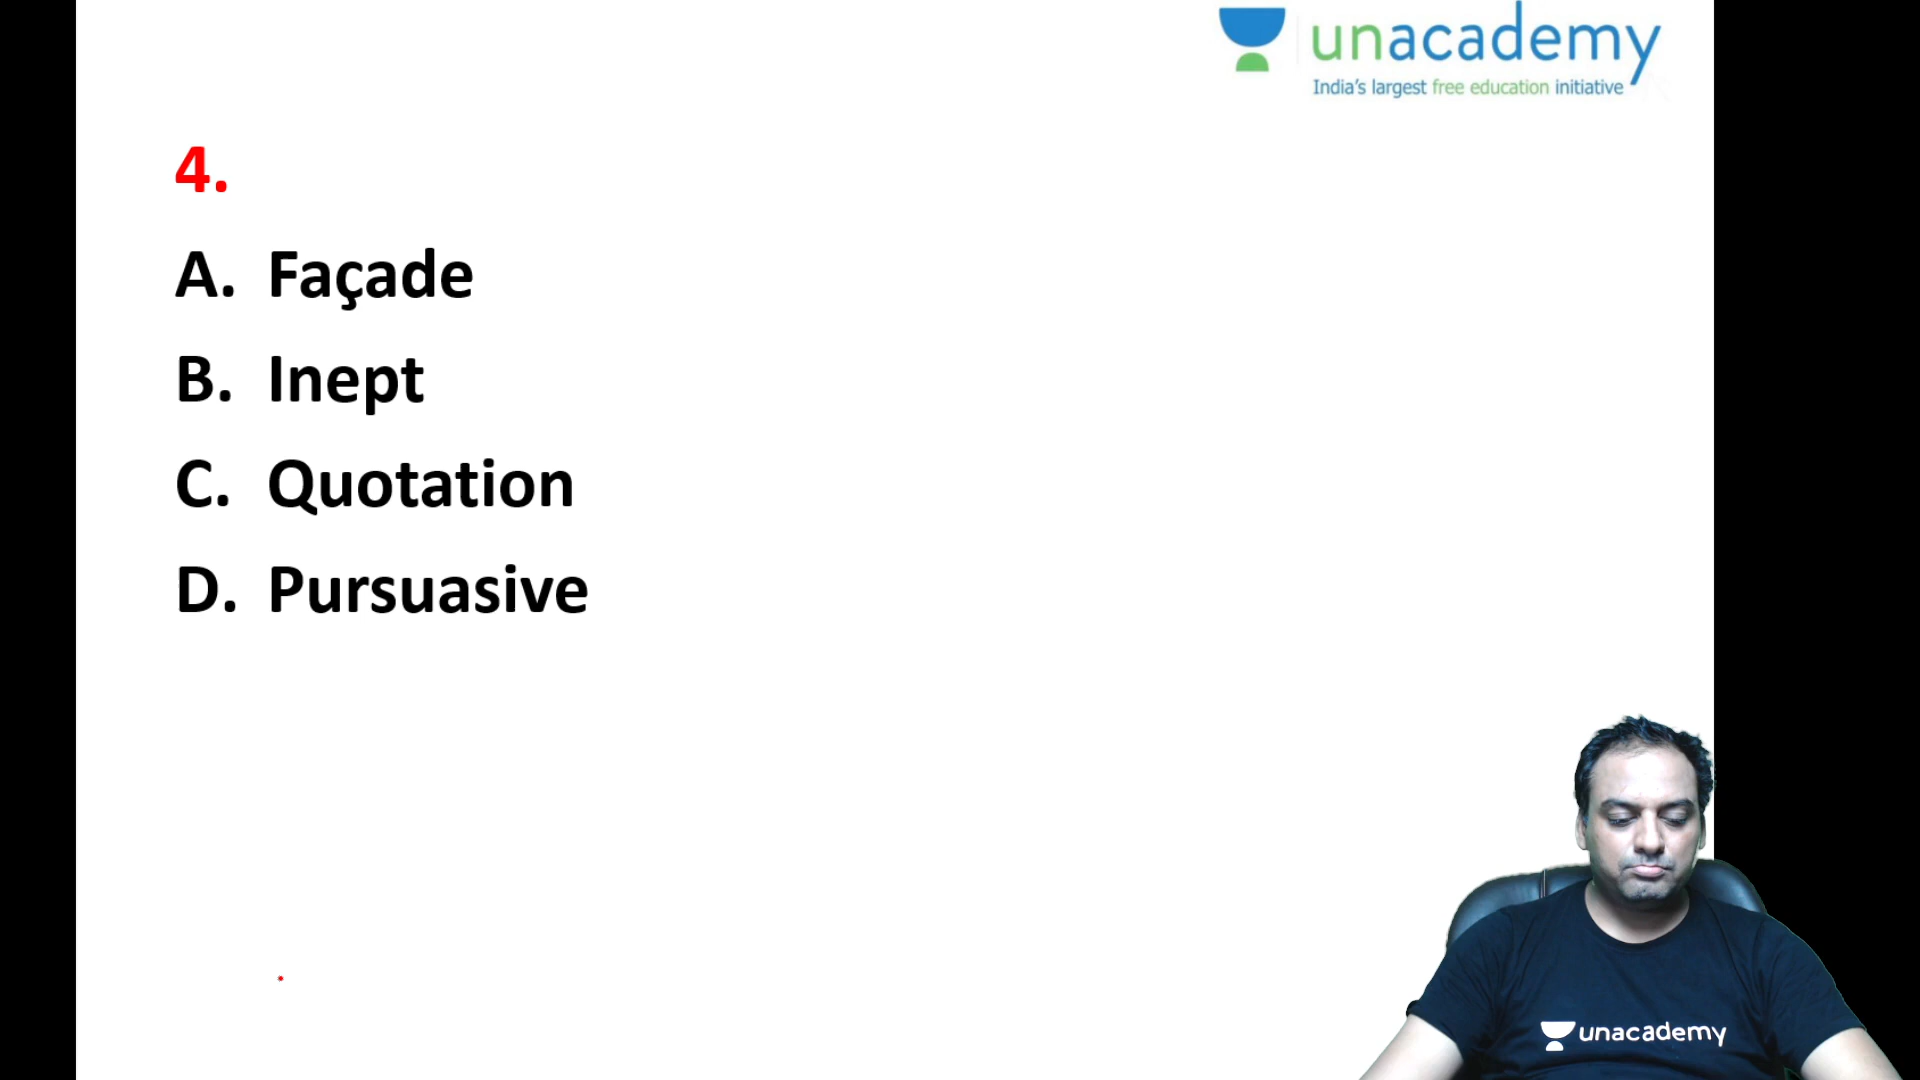 unacademy
India's largest free education initiative
4.
A. Façade
B. Inept
C. Quotation
D. Pursuasive
unacademy